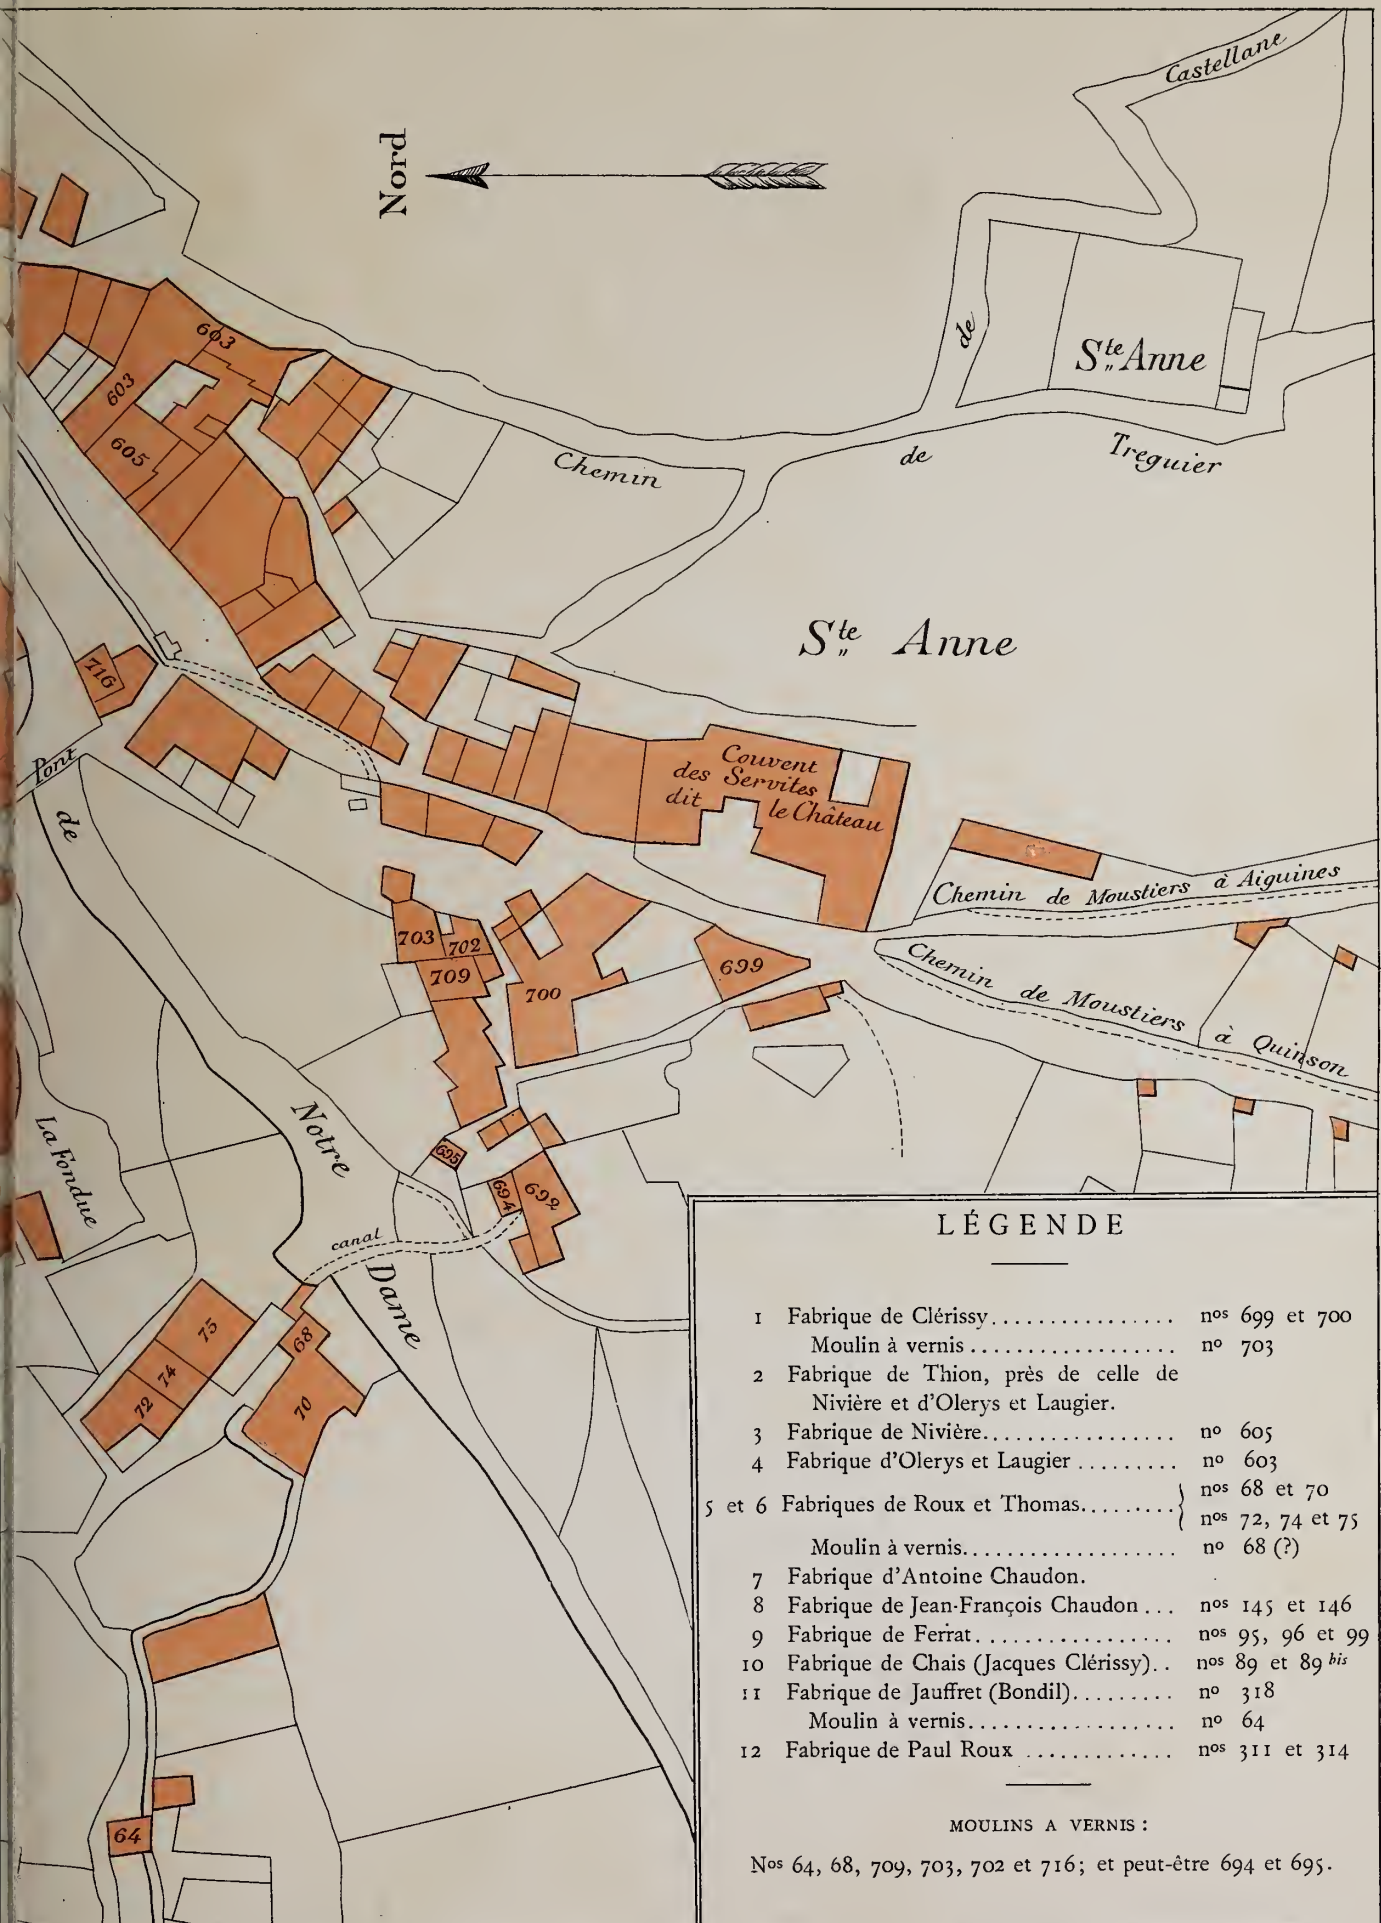 Castellane
Nord
de
Ste Anne
603
603
605
Chemin
de
Treguier
Ste Anne
716
Pont
de
Couvent
des Servites
dit le Château
Chemin de Moustiers à Aiguines
703
702
709
700
699
Chemin de Moustiers à Quinson
La Fondue
Notre
Dame
695
694
692
canal
75
74
72
68
70
64
LÉGENDE
1 Fabrique de Clérissy................ nos 699 et 700
Moulin à vernis.................. no 703
2 Fabrique de Thion, près de celle de
Nivière et d'Olerys et Laugier.
3 Fabrique de Nivière................. no 605
4 Fabrique d'Olerys et Laugier ......... no 603
5 et 6 Fabriques de Roux et Thomas......... { nos 68 et 70
nos 72, 74 et 75
Moulin à vernis................... no 68 (?)
7 Fabrique d'Antoine Chaudon.
8 Fabrique de Jean-François Chaudon ... nos 145 et 146
9 Fabrique de Ferrat................. nos 95, 96 et 99
10 Fabrique de Chais (Jacques Clérissy).. nos 89 et 89 bis
11 Fabrique de Jauffret (Bondil)......... no 318
Moulin à vernis.................. no 64
12 Fabrique de Paul Roux ............. nos 311 et 314
MOULINS A VERNIS :
Nos 64, 68, 709, 703, 702 et 716; et peut-être 694 et 695.